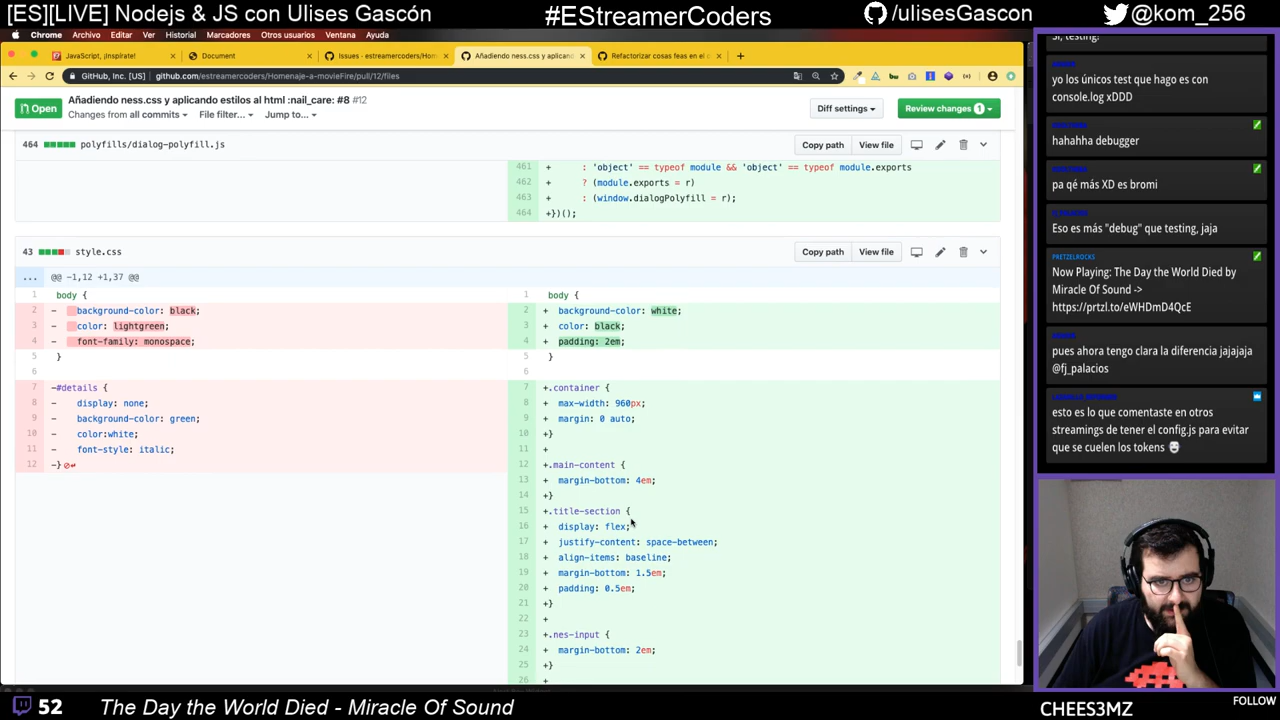 [ES][LIVE] Nodejs & JS con Ulises Gascón
#EStreamerCoders
/ulisesGascon
@kom_256
Chrome Archivo Editar Ver Historial Marcadores Otros usuarios Ventana Ayuda
JavaScript, ¡Inspirate!
Document
Issues · estreamercoders/Hom
Añadiendo ness.css y aplicand
Refactorizar cosas feas en el c
GitHub, Inc. [US] github.com/estreamercoders/Homenaje-a-movieFire/pull/12/files
Open
Añadiendo ness.css y aplicando estilos al html :nail_care: #8 #12
Changes from all commits File filter... Jump to...
Diff settings
Review changes 1
464 polyfills/dialog-polyfill.js
Copy path View file
461 + : 'object' == typeof module && 'object' == typeof module.exports
462 + ? (module.exports = r)
463 + : (window.dialogPolyfill = r);
464 +})();
43 style.css
Copy path View file
... @@ -1,12 +1,37 @@
1 body {
2 - background-color: black;
3 - color: lightgreen;
4 - font-family: monospace;
5 }
6
7 -#details {
8 - display: none;
9 - background-color: green;
10 - color:white;
11 - font-style: italic;
12 -}
1 body {
2 + background-color: white;
3 + color: black;
4 + padding: 2em;
5 }
6
7 +.container {
8 + max-width: 960px;
9 + margin: 0 auto;
10 +}
11 +
12 +.main-content {
13 + margin-bottom: 4em;
14 +}
15 +.title-section {
16 + display: flex;
17 + justify-content: space-between;
18 + align-items: baseline;
19 + margin-bottom: 1.5em;
20 + padding: 0.5em;
21 +}
22 +
23 +.nes-input {
24 + margin-bottom: 2em;
25 +}
26 +
Si, testing!
yo los únicos test que hago es con
console.log xDDD
hahahha debugger
pa qé más XD es bromi
FJ_PALACIOS
Eso es más "debug" que testing, jaja
PRETZELROCKS
Now Playing: The Day the World Died by
Miracle Of Sound ->
https://prtzl.to/eWHDmD4QcE
pues ahora tengo clara la diferencia jajajaja
@fj_palacios
esto es lo que comentaste en otros
streamings de tener el config.js para evitar
que se cuelen los tokens
52
The Day the World Died - Miracle Of Sound
CHEES3MZ
FOLLOW